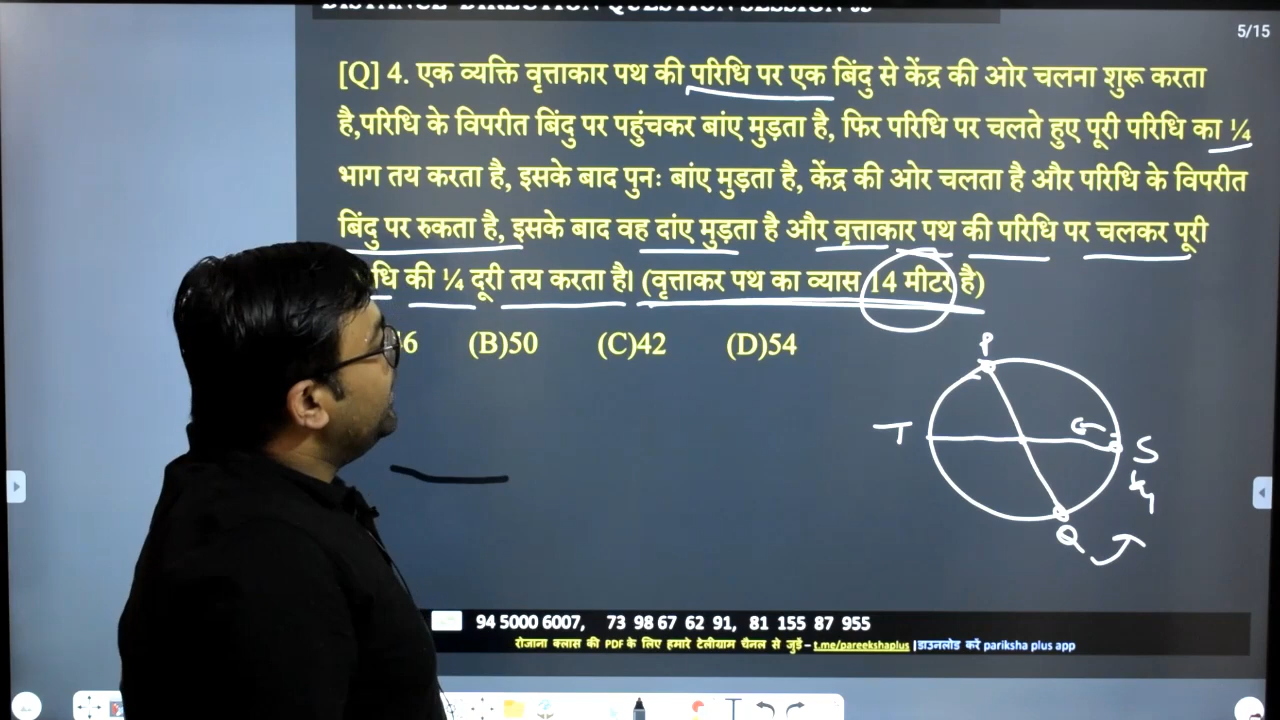 DISTANCE- DIRECTION QUESTION SESSION 05
5/15
[Q] 4. एक व्यक्ति वृत्ताकार पथ की परिधि पर एक बिंदु से केंद्र की ओर चलना शुरू करता
है,परिधि के विपरीत बिंदु पर पहुंचकर बांए मुड़ता है, फिर परिधि पर चलते हुए पूरी परिधि का ¼
भाग तय करता है, इसके बाद पुनः बांए मुड़ता है, केंद्र की ओर चलता है और परिधि के विपरीत
बिंदु पर रुकता है, इसके बाद वह दांए मुड़ता है और वृत्ताकार पथ की परिधि पर चलकर पूरी
धि की ¼ दूरी तय करता है। (वृत्ताकर पथ का व्यास 14 मीटर है)
6 (B)50 (C)42 (D)54
P
T
S
Q
94 5000 6007, 73 98 67 62 91, 81 155 87 955
रोजाना क्लास की PDF के लिए हमारे टेलीग्राम चैनल से जुड़ें – t.me/pareekshaplus |डाउनलोड करें pariksha plus app